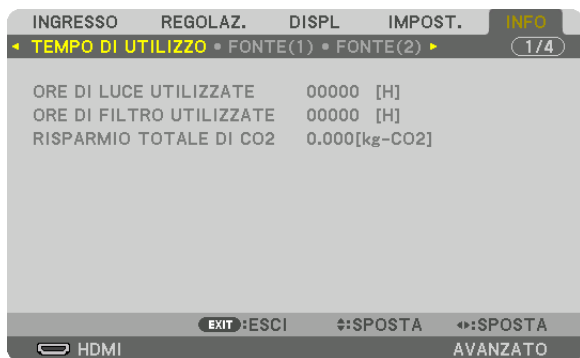 INGRESSO REGOLAZ. DISPL IMPOST. INFO
TEMPO DI UTILIZZO • FONTE(1) • FONTE(2) 1/4
ORE DI LUCE UTILIZZATE 00000 [H]
ORE DI FILTRO UTILIZZATE 00000 [H]
RISPARMIO TOTALE DI CO2 0.000[kg-CO2]
EXIT :ESCI :SPOSTA :SPOSTA
HDMI AVANZATO